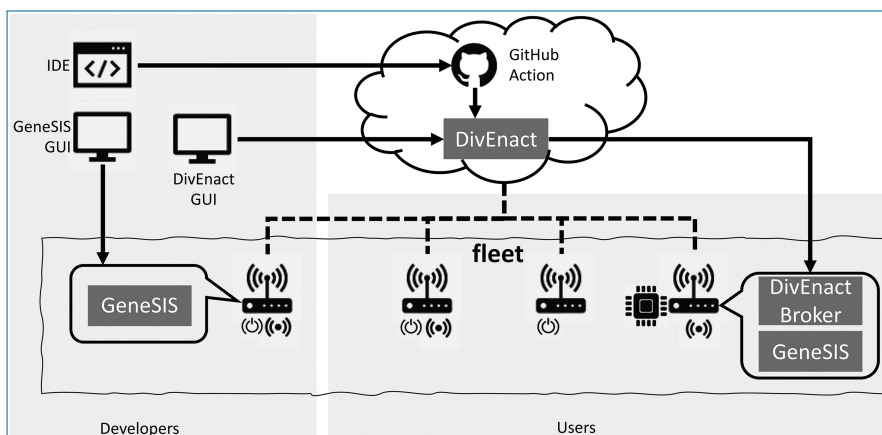 IDE
</>
GitHub
Action
GeneSIS
GUI
DivEnact
GUI
DivEnact
fleet
GeneSIS
DivEnact
Broker
GeneSIS
Developers
Users